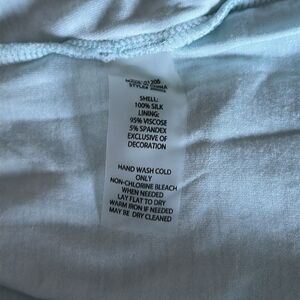 SHELL:
100% SILK
LINING:
95% VISCOSE
5% SPANDEX
EXCLUSIVE OF
DECORATION
HAND WASH COLD
ONLY
NON-CHLORINE BLEACH
WHEN NEEDED
LAY FLAT TO DRY
WARM IRON IF NEEDED
MAY BE DRY CLEANED